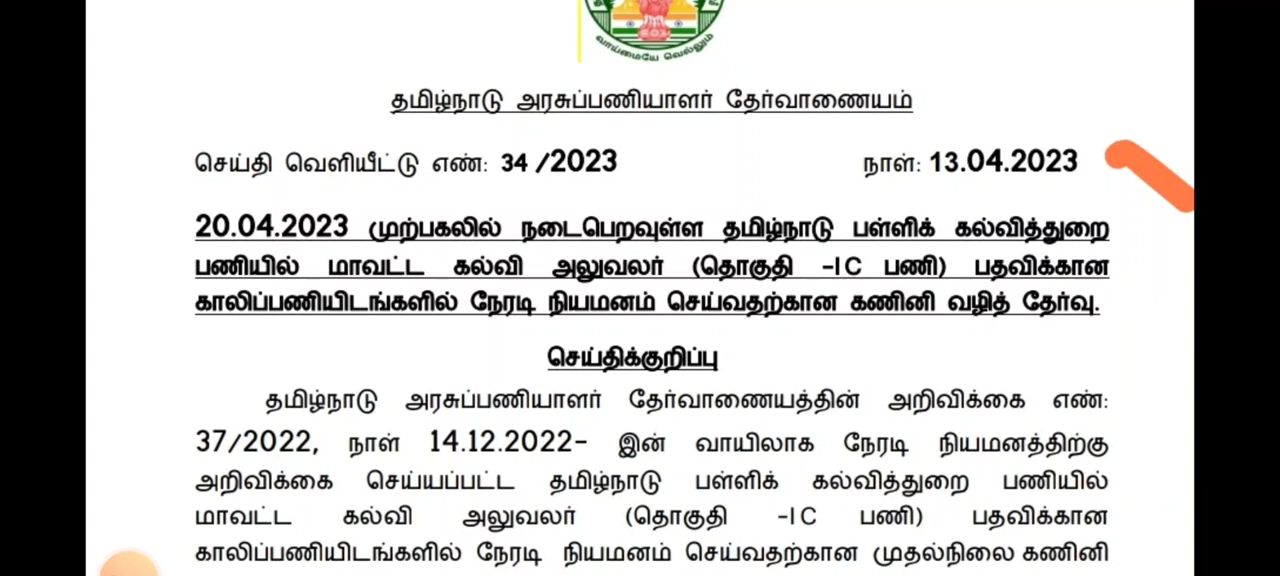 வாய்மையே வெல்லும்
தமிழ்நாடு அரசுப்பணியாளர் தேர்வாணையம்
செய்தி வெளியீட்டு எண்: 34 /2023 நாள்: 13.04.2023
20.04.2023 முற்பகலில் நடைபெறவுள்ள தமிழ்நாடு பள்ளிக் கல்வித்துறை
பணியில் மாவட்ட கல்வி அலுவலர் (தொகுதி -IC பணி) பதவிக்கான
காலிப்பணியிடங்களில் நேரடி நியமனம் செய்வதற்கான கணினி வழித் தேர்வு.
செய்திக்குறிப்பு
தமிழ்நாடு அரசுப்பணியாளர் தேர்வாணையத்தின் அறிவிக்கை எண்:
37/2022, நாள் 14.12.2022- இன் வாயிலாக நேரடி நியமனத்திற்கு
அறிவிக்கை செய்யப்பட்ட தமிழ்நாடு பள்ளிக் கல்வித்துறை பணியில்
மாவட்ட கல்வி அலுவலர் (தொகுதி -IC பணி) பதவிக்கான
காலிப்பணியிடங்களில் நேரடி நியமனம் செய்வதற்கான முதல்நிலை கணினி